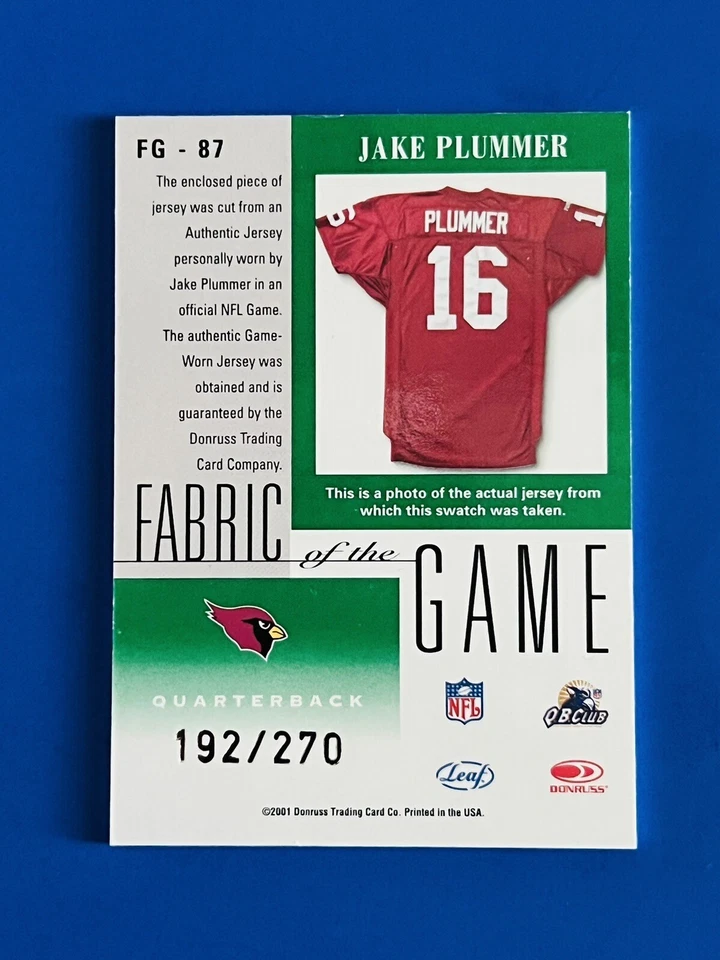 FG - 87
The enclosed piece of
jersey was cut from an
Authentic Jersey
personally worn by
Jake Plummer in an
official NFL Game.
The authentic Game-
Worn Jersey was
obtained and is
guaranteed by the
Donruss Trading
Card Company.
JAKE PLUMMER
16
1
PLUMMER
16
This is a photo of the actual jersey from
which this swatch was taken.
FABRIC of the GAME
QUARTERBACK
192/270
NFL
Q.B. CLUB
Leaf
DONRUSS
©2001 Donruss Trading Card Co. Printed in the USA.